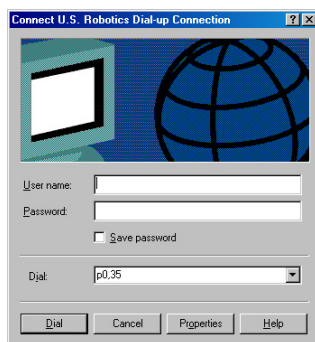 Connect U.S. Robotics Dial-up Connection
User name:
Password:
Save password
Dial: p0,35
Dial Cancel Properties Help